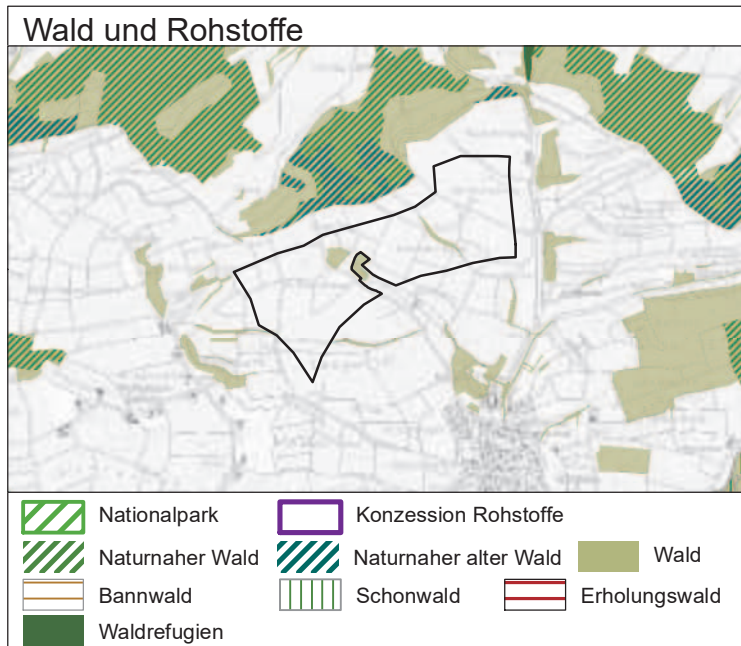 Wald und Rohstoffe
Nationalpark
Konzession Rohstoffe
Naturnaher Wald
Naturnaher alter Wald
Wald
Bannwald
Schonwald
Erholungswald
Waldrefugien